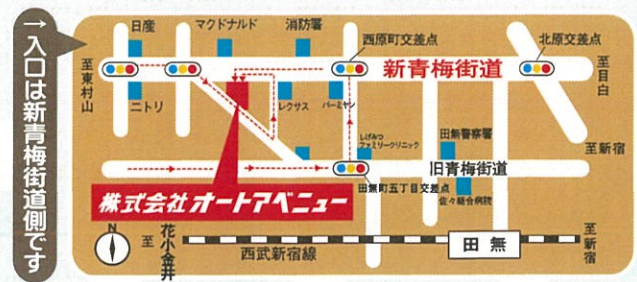 →入口は新青梅街道側です
日産
マクドナルド
消防署
西原町交差点
北原交差点
至東村山
新青梅街道
至目白
ニトリ
レクサス
バーミヤン
しげみつ
ファミリークリニック
田無警察署
至新宿
旧青梅街道
株式会社オートアベニュー
田無町五丁目交差点
佐々総合病院
至花小金井
西武新宿線
田無
至新宿